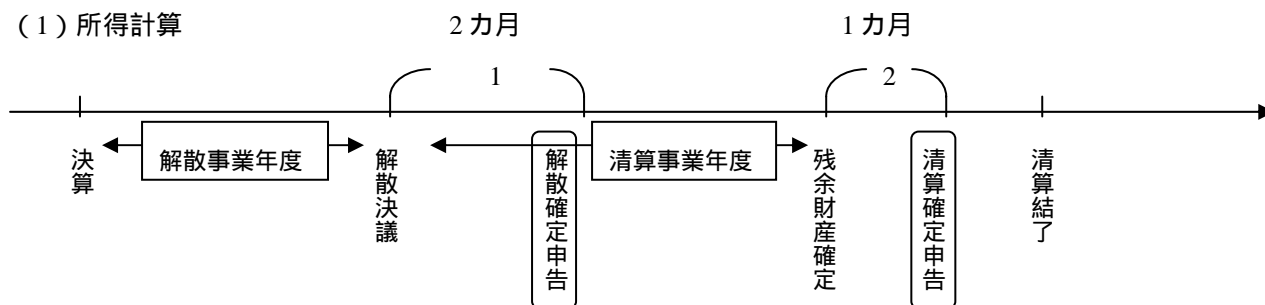 (1)所得計算
2カ月
1カ月
1
2
解散事業年度
清算事業年度
決算
解散決議
解散確定申告
残余財産確定
清算確定申告
清算結了